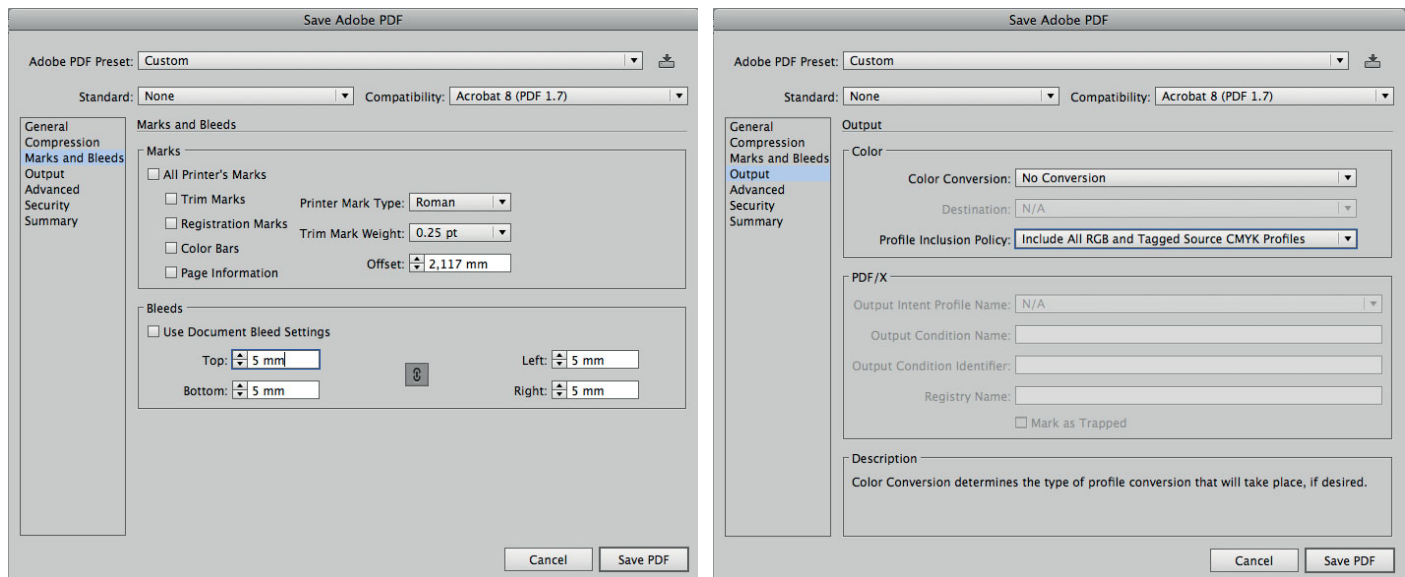 Save Adobe PDF
Adobe PDF Preset: Custom
Standard: None Compatibility: Acrobat 8 (PDF 1.7)
General
Compression
Marks and Bleeds
Output
Advanced
Security
Summary
Marks and Bleeds
Marks
All Printer's Marks
Trim Marks
Registration Marks
Color Bars
Page Information
Printer Mark Type: Roman
Trim Mark Weight: 0.25 pt
Offset: 2,117 mm
Bleeds
Use Document Bleed Settings
Top: 5 mm Left: 5 mm
Bottom: 5 mm Right: 5 mm
Cancel Save PDF
Save Adobe PDF
Adobe PDF Preset: Custom
Standard: None Compatibility: Acrobat 8 (PDF 1.7)
General
Compression
Marks and Bleeds
Output
Advanced
Security
Summary
Output
Color
Color Conversion: No Conversion
Destination: N/A
Profile Inclusion Policy: Include All RGB and Tagged Source CMYK Profiles
PDF/X
Output Intent Profile Name: N/A
Output Condition Name:
Output Condition Identifier:
Registry Name:
Mark as Trapped
Description
Color Conversion determines the type of profile conversion that will take place, if desired.
Cancel Save PDF